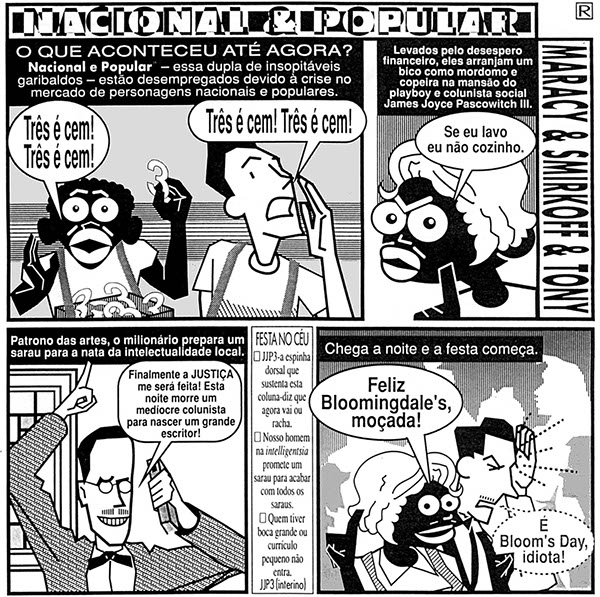 NACIONAL & POPULAR
R
MARACY & SMIRKOFF & TONY
O QUE ACONTECEU ATÉ AGORA?
Nacional e Popular – essa dupla de insopitáveis
garibaldos – estão desempregados devido à crise no
mercado de personagens nacionais e populares.
Três é cem!
Três é cem!
Três é cem! Três é cem!
3
3
3
3
Levados pelo desespero
financeiro, eles arranjam um
bico como mordomo e
copeira na mansão do
playboy e colunista social
James Joyce Pascowitch III.
Se eu lavo
eu não cozinho.
Patrono das artes, o milionário prepara um
sarau para a nata da intelectualidade local.
Finalmente a JUSTIÇA
me será feita! Esta
noite morre um
medíocre colunista
para nascer um grande
escritor!
FESTA NO CÉU
JJP3-a espinha
dorsal que
sustenta esta
coluna-diz que
agora vai ou
racha.
Nosso homem
na intelligentsia
promete um
sarau para acabar
com todos os
saraus.
Quem tiver
boca grande ou
currículo
pequeno não
entra.
JJP3 (interino)
Chega a noite e a festa começa.
Feliz
Bloomingdale's,
moçada!
É
Bloom's Day,
idiota!